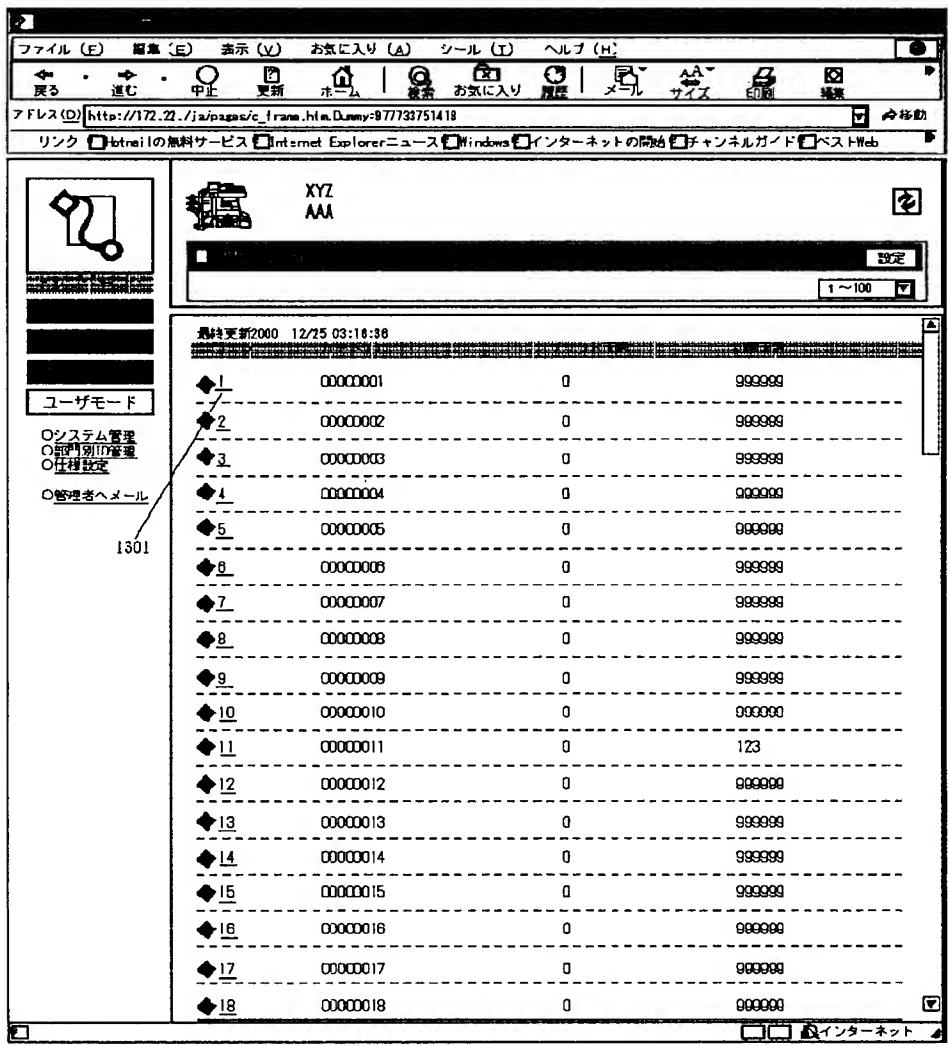 ファイル (F) 編集 (E) 表示 (V) お気に入り (A) ツール (T) ヘルプ (H)
戻る 進む 中止 更新 ホーム 検索 お気に入り 履歴 メール サイズ 印刷 編集
アドレス(D) http://172.22./ja/pages/c_frame.htm.Dummy=977733751418 移動
リンク Hotmailの無料サービス Internet Explorerニュース Windows インターネットの開始 チャンネルガイド ベストWeb
XYZ
AAA
設定
1～100
最終更新2000 12/25 03:16:36
1 00000001 0 999999
2 00000002 0 999999
3 00000003 0 999999
4 00000004 0 999999
5 00000005 0 999999
6 00000006 0 999999
7 00000007 0 999999
8 00000008 0 999999
9 00000009 0 999999
10 00000010 0 999999
11 00000011 0 123
12 00000012 0 999999
13 00000013 0 999999
14 00000014 0 999999
15 00000015 0 999999
16 00000016 0 999999
17 00000017 0 999999
18 00000018 0 999999
ユーザモード
システム管理
部門別ID管理
仕様設定
管理者へメール
1301
インターネット